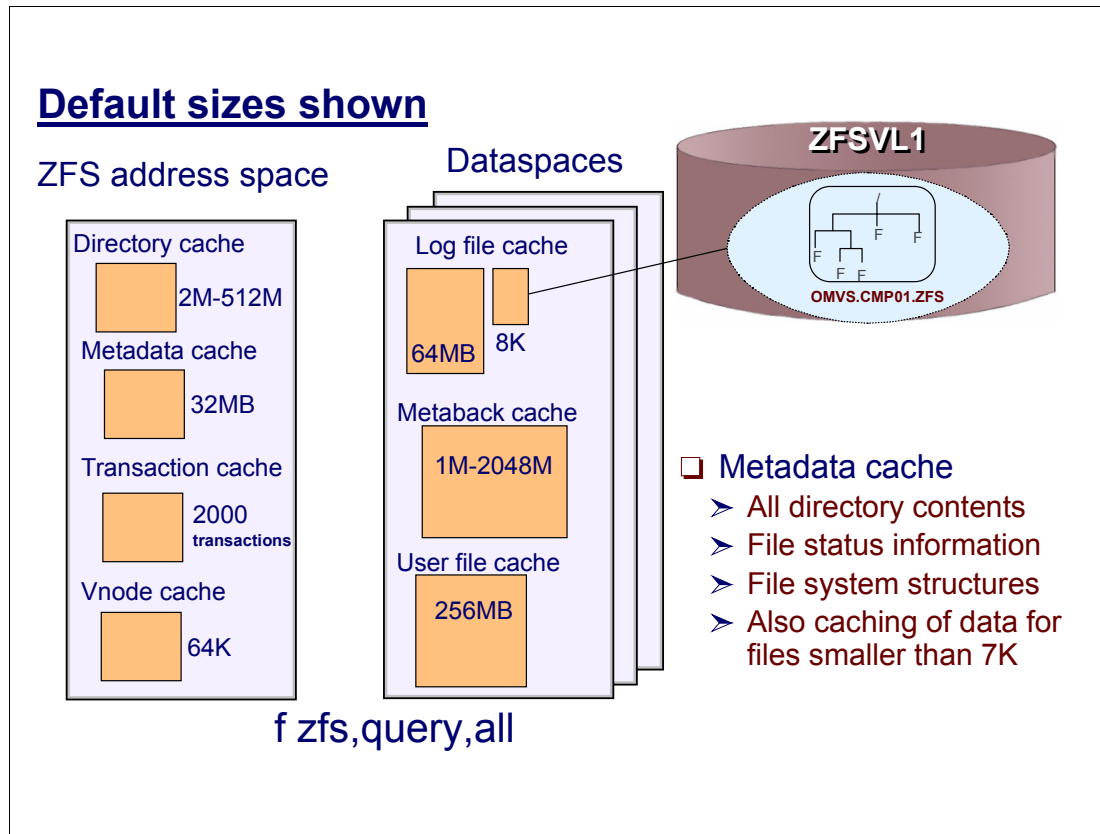 Default sizes shown
ZFS address space
Dataspaces
Directory cache
2M-512M
Metadata cache
32MB
Transaction cache
2000
transactions
Vnode cache
64K
Log file cache
64MB
8K
Metaback cache
1M-2048M
User file cache
256MB
f zfs,query,all
ZFSVL1
/
F
F
F
F
F
OMVS.CMP01.ZFS
Metadata cache
All directory contents
File status information
File system structures
Also caching of data for
files smaller than 7K